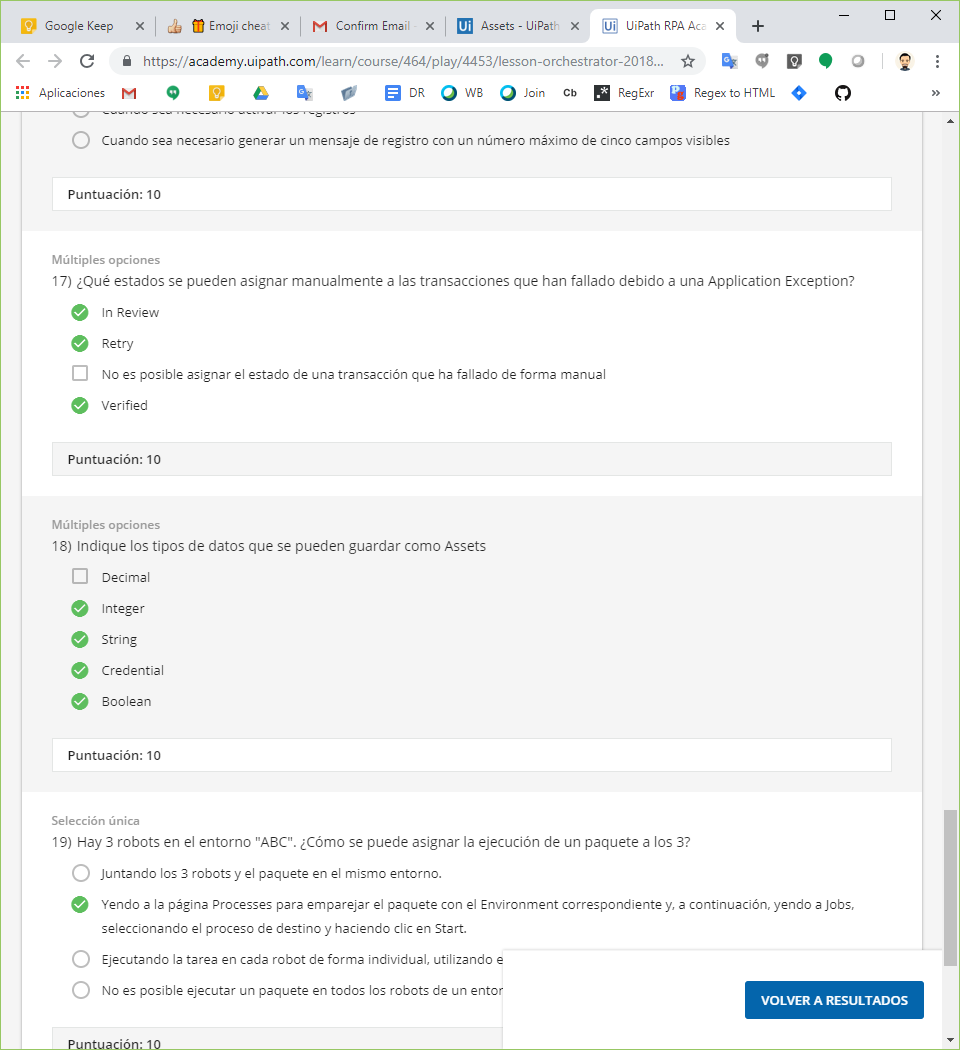 Google Keep
Emoji cheat
Confirm Email -
Assets - UiPath
UiPath RPA Aca
https://academy.uipath.com/learn/course/464/play/4453/lesson-orchestrator-2018...
Aplicaciones
DR
WB
Join
Cb
RegExr
Regex to HTML
»
Cuando sea necesario activar los registros
Cuando sea necesario generar un mensaje de registro con un número máximo de cinco campos visibles
Puntuación: 10
Múltiples opciones
17) ¿Qué estados se pueden asignar manualmente a las transacciones que han fallado debido a una Application Exception?
In Review
Retry
No es posible asignar el estado de una transacción que ha fallado de forma manual
Verified
Puntuación: 10
Múltiples opciones
18) Indique los tipos de datos que se pueden guardar como Assets
Decimal
Integer
String
Credential
Boolean
Puntuación: 10
Selección única
19) Hay 3 robots en el entorno "ABC". ¿Cómo se puede asignar la ejecución de un paquete a los 3?
Juntando los 3 robots y el paquete en el mismo entorno.
Yendo a la página Processes para emparejar el paquete con el Environment correspondiente y, a continuación, yendo a Jobs,
seleccionando el proceso de destino y haciendo clic en Start.
Ejecutando la tarea en cada robot de forma individual, utilizando e
No es posible ejecutar un paquete en todos los robots de un entor
VOLVER A RESULTADOS
Puntuación: 10